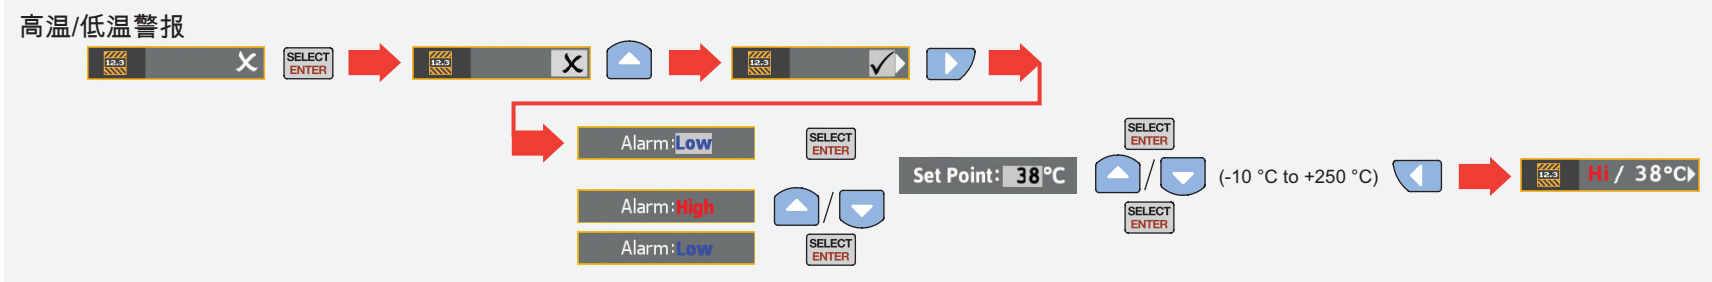 高温/低温警报
12.3 X SELECT ENTER 12.3 X 12.3 ✓
Alarm:Low SELECT ENTER
Alarm:High
Alarm:Low SELECT ENTER
Set Point: 38°C
SELECT ENTER
/ / (-10 °C to +250 °C)
SELECT ENTER
12.3 Hi / 38°C